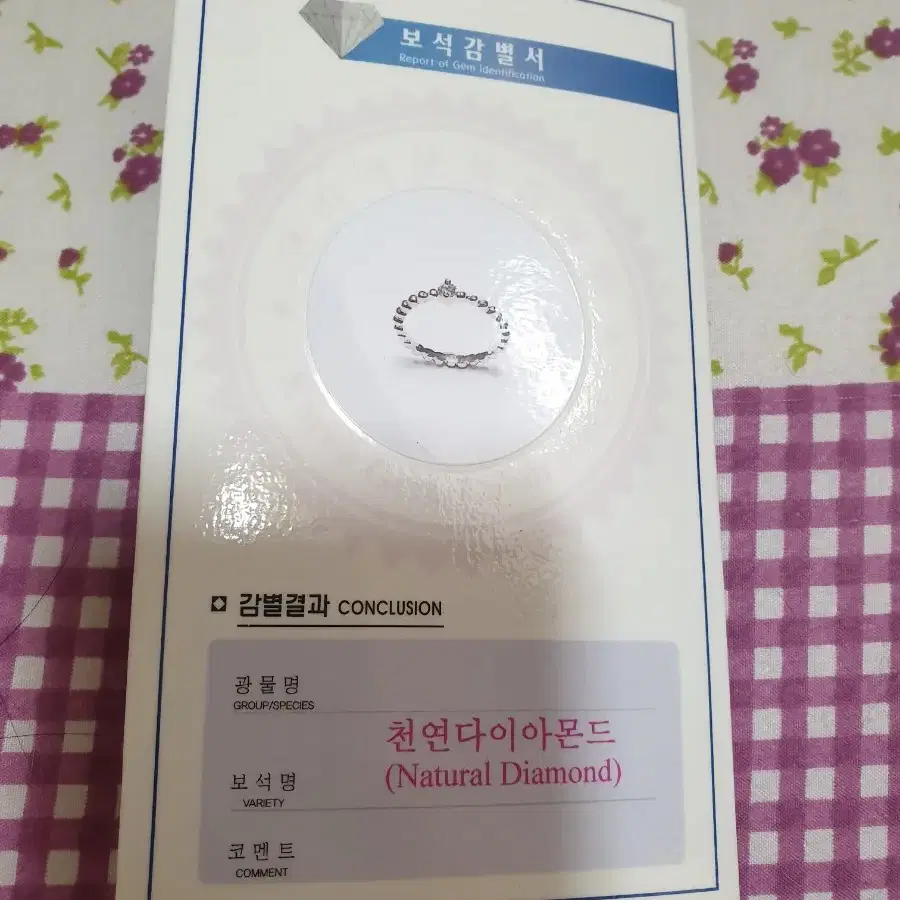 보석감별서
Report of Gem identification
감별결과 CONCLUSION
광물명
GROUP/SPECIES
천연다이아몬드
(Natural Diamond)
보석명
VARIETY
코멘트
COMMENT